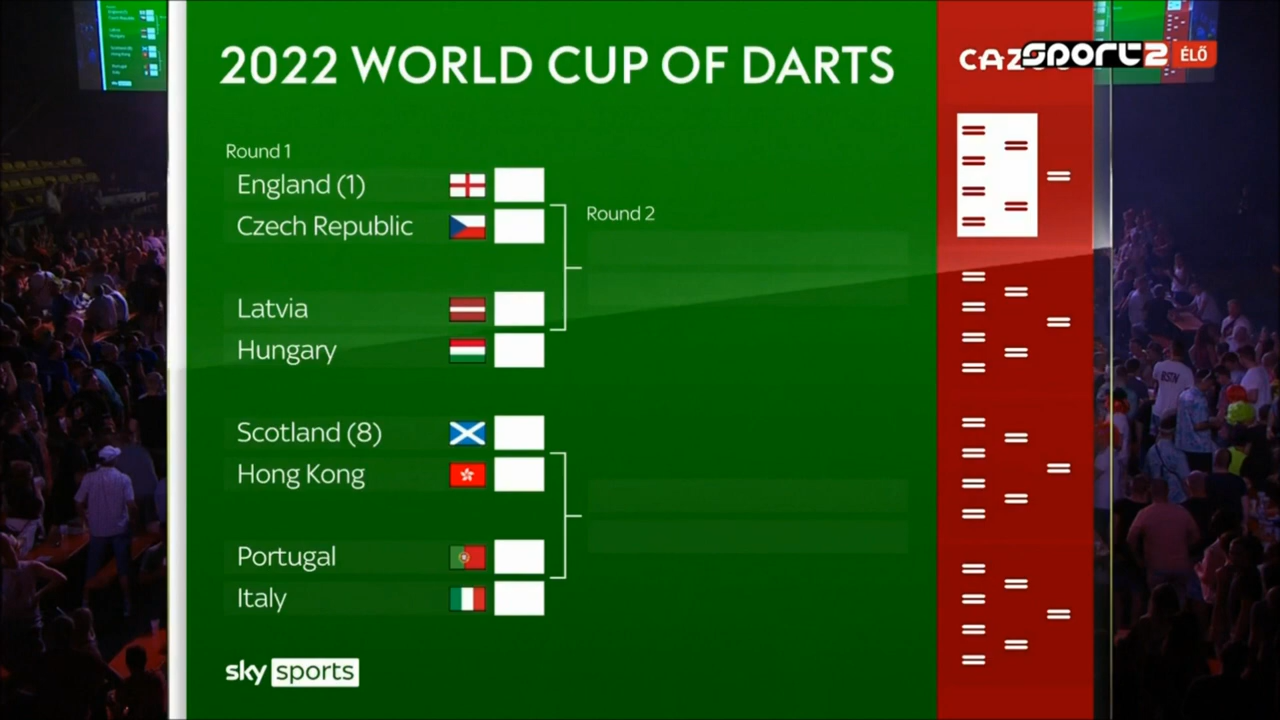 2022 WORLD CUP OF DARTS
sport2 ÉLŐ
Round 1
England (1)
Czech Republic
Round 2
Latvia
Hungary
Scotland (8)
Hong Kong
Portugal
Italy
sky sports